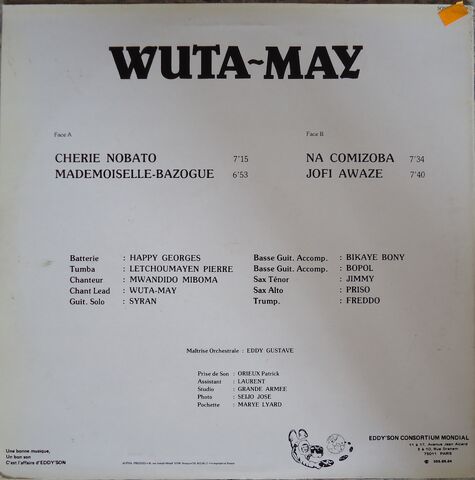 WUTA-MAY
Face A
CHERIE NOBATO 7'15
MADEMOISELLE-BAZOGUE 6'53
Face B
NA COMIZOBA 7'34
JOFI AWAZE 7'40
Batterie : HAPPY GEORGES
Tumba : LETCHOUMAYEN PIERRE
Chanteur : MWANDIDO MIBOMA
Chant Lead : WUTA-MAY
Guit. Solo : SYRAN
Basse Guit. Accomp. : BIKAYE BONY
Basse Guit. Accomp. : BOPOL
Sax Ténor : JIMMY
Sax Alto : PRISO
Trump. : FREDDO
Maîtrise Orchestrale : EDDY GUSTAVE
Prise de Son : ORIEUX Patrick
Assistant : LAURENT
Studio : GRANDE ARMEE
Photo : SEIJO JOSE
Pochette : MARYE LYARD
Une bonne musique,
Un bon son
C'est l'affaire d'EDDY'SON
EDDY'SON CONSORTIUM MONDIAL
75011 PARIS